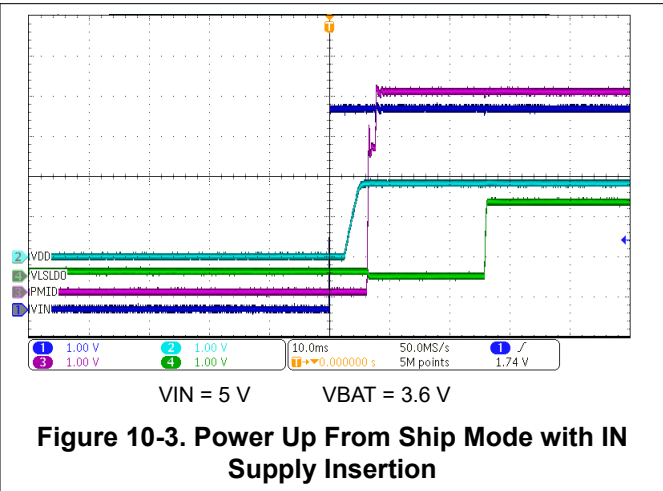 T
2 VDD
4 VLSLDO
3 PMID
1 VIN
1 1.00 V 2 1.00 V
3 1.00 V 4 1.00 V
10.0ms 50.0MS/s 1
T→▼0.000000 s 5M points 1.74 V
VIN = 5 V VBAT = 3.6 V
Figure 10-3. Power Up From Ship Mode with IN
Supply Insertion